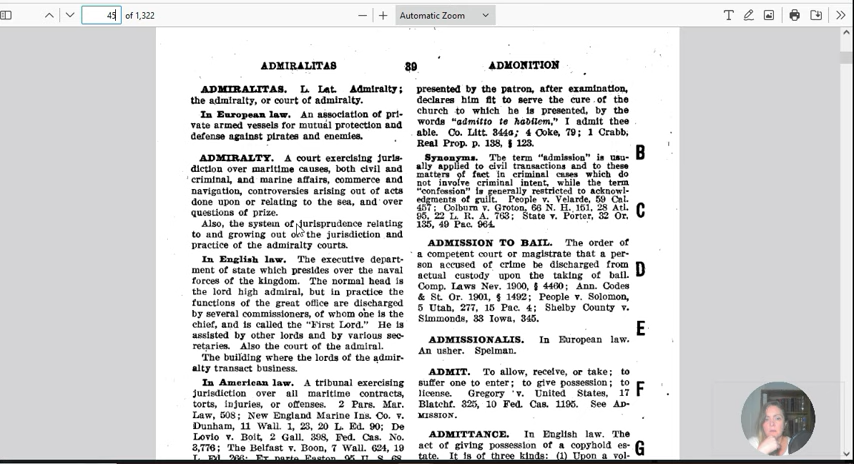 45 of 1,322
Automatic Zoom
ADMIRALITAS 39 ADMONITION
ADMIRALITAS. L. Lat. Admiralty;
the admiralty, or court of admiralty.
In European law. An association of pri-
vate armed vessels for mutual protection and
defense against pirates and enemies.
ADMIRALTY. A court exercising juris-
diction over maritime causes, both civil and
criminal, and marine affairs, commerce and
navigation, controversies arising out of acts
done upon or relating to the sea, and over
questions of prize.
Also, the system of jurisprudence relating
to and growing out of the jurisdiction and
practice of the admiralty courts.
In English law. The executive depart-
ment of state which presides over the naval
forces of the kingdom. The normal head is
the lord high admiral, but in practice the
functions of the great office are discharged
by several commissioners, of whom one is the
chief, and is called the "First Lord." He is
assisted by other lords and by various sec-
retaries. Also the court of the admiral.
The building where the lords of the admir-
alty transact business.
In American law. A tribunal exercising
jurisdiction over all maritime contracts,
torts, injuries, or offenses. 2 Pars. Mar.
Law, 508; New England Marine Ins. Co. v.
Dunham, 11 Wall. 1, 23, 20 L. Ed. 90; De
Lovio v. Boit, 2 Gall. 398, Fed. Cas. No.
3,776; The Belfast v. Boon, 7 Wall. 624, 19
L. Ed. 266; Ex parte Easton, 95 U. S. 68
presented by the patron, after examination,
declares him fit to serve the cure of the
church to which he is presented, by the
words "admitto te habilem," I admit thee
able. Co. Litt. 344a; 4 Coke, 79; 1 Crabb,
Real Prop. p. 138, § 123.
B
Synonyms. The term "admission" is usu-
ally applied to civil transactions and to these
matters of fact in criminal cases which do
not involve criminal intent, while the term
"confession" is generally restricted to acknowl-
edgments of guilt. People v. Velarde, 59 Cal.
457; Colburn v. Groton, 66 N. H. 151, 28 Atl.
95, 22 L. R. A. 763; State v. Porter, 32 Or.
135, 49 Pac. 964.
C
ADMISSION TO BAIL. The order of
a competent court or magistrate that a per-
son accused of crime be discharged from
actual custody upon the taking of bail.
Comp. Laws Nev. 1900, § 4460; Ann. Codes
& St. Or. 1901, § 1492; People v. Solomon,
5 Utah, 277, 15 Pac. 4; Shelby County v.
Simmonds, 33 Iowa, 345.
D
E
ADMISSIONALIS. In European law.
An usher. Spelman.
ADMIT. To allow, receive, or take; to
suffer one to enter; to give possession; to
license. Gregory v. United States, 17
Blatchf. 325, 10 Fed. Cas. 1195. See AD-
MISSION.
F
ADMITTANCE. In English law. The
act of giving possession of a copyhold es-
tate. It is of three kinds: (1) Upon a vol-
G